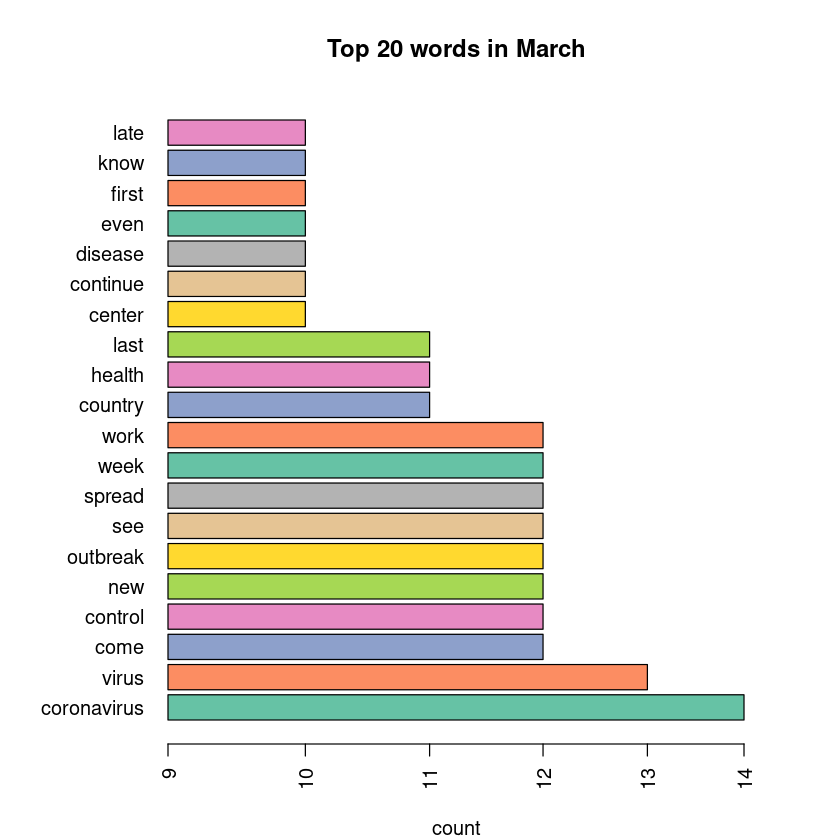 Top 20 words in March
late
know
first
even
disease
continue
center
last
health
country
work
week
spread
see
outbreak
new
control
come
virus
coronavirus
9 10 11 12 13 14
count